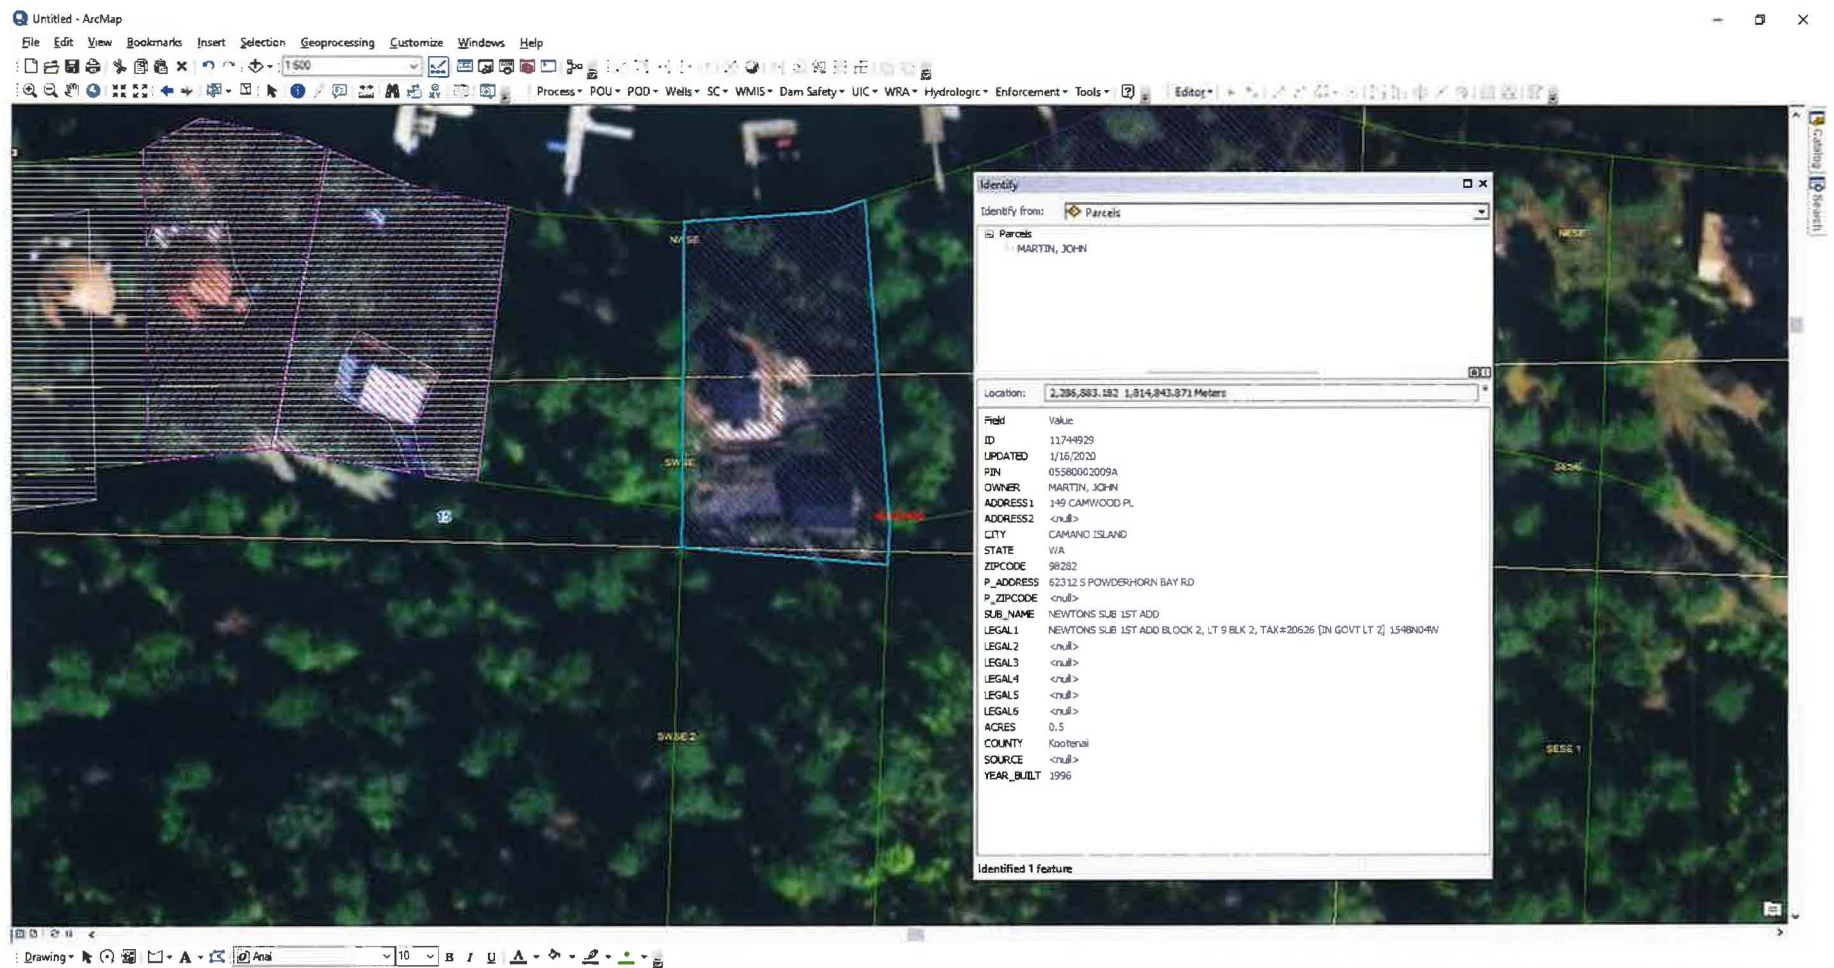 Untitled - ArcMap
File Edit View Bookmarks Insert Selection Geoprocessing Customize Windows Help
1:500
Process POU POD Wells SC WMIS Dam Safety UIC WRA Hydrologic Enforcement Tools Editor
Catalog Search
Identify
Identify from: Parcels
Parcels
MARTIN, JOHN
Location: Meters
Field Value
ID 11744929
UPDATED 1/16/2020
PIN 05580002009A
OWNER MARTIN, JOHN
ADDRESS1 149 CAMWOOD PL
ADDRESS2 <null>
CITY CAMANO ISLAND
STATE WA
ZIPCODE 98282
P_ADDRESS 62312 S POWDERHORN BAY RD
P_ZIPCODE <null>
SUB_NAME NEWTONS SUB 1ST ADD
LEGAL1 NEWTONS SUB 1ST ADD BLOCK 2, LT 9 BLK 2, TAX#20626 [IN GOVT LT 2] 1548N04W
LEGAL2 <null>
LEGAL3 <null>
LEGAL4 <null>
LEGAL5 <null>
LEGAL6 <null>
ACRES 0.5
COUNTY Kootenai
SOURCE <null>
YEAR_BUILT 1996
Identified 1 feature
NWSE
NESE
SWSE
SESE
15
SWSE 2
SESE 1
Drawing A 10 B I U A